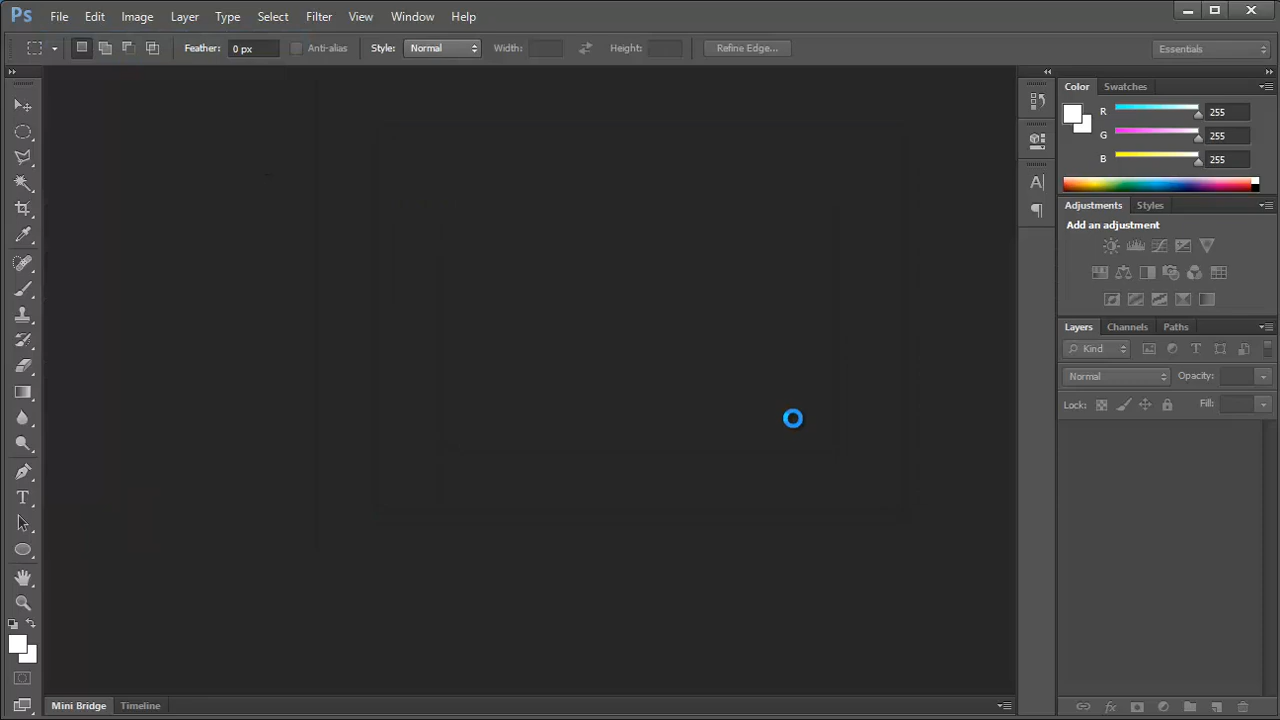 Ps File Edit Image Layer Type Select Filter View Window Help
Feather: 0 px Anti-alias Style: Normal Width: Height: Refine Edge... Essentials
Color Swatches
R 255
G 255
B 255
Adjustments Styles
Add an adjustment
Layers Channels Paths
Kind
Normal Opacity:
Lock: Fill:
Mini Bridge Timeline